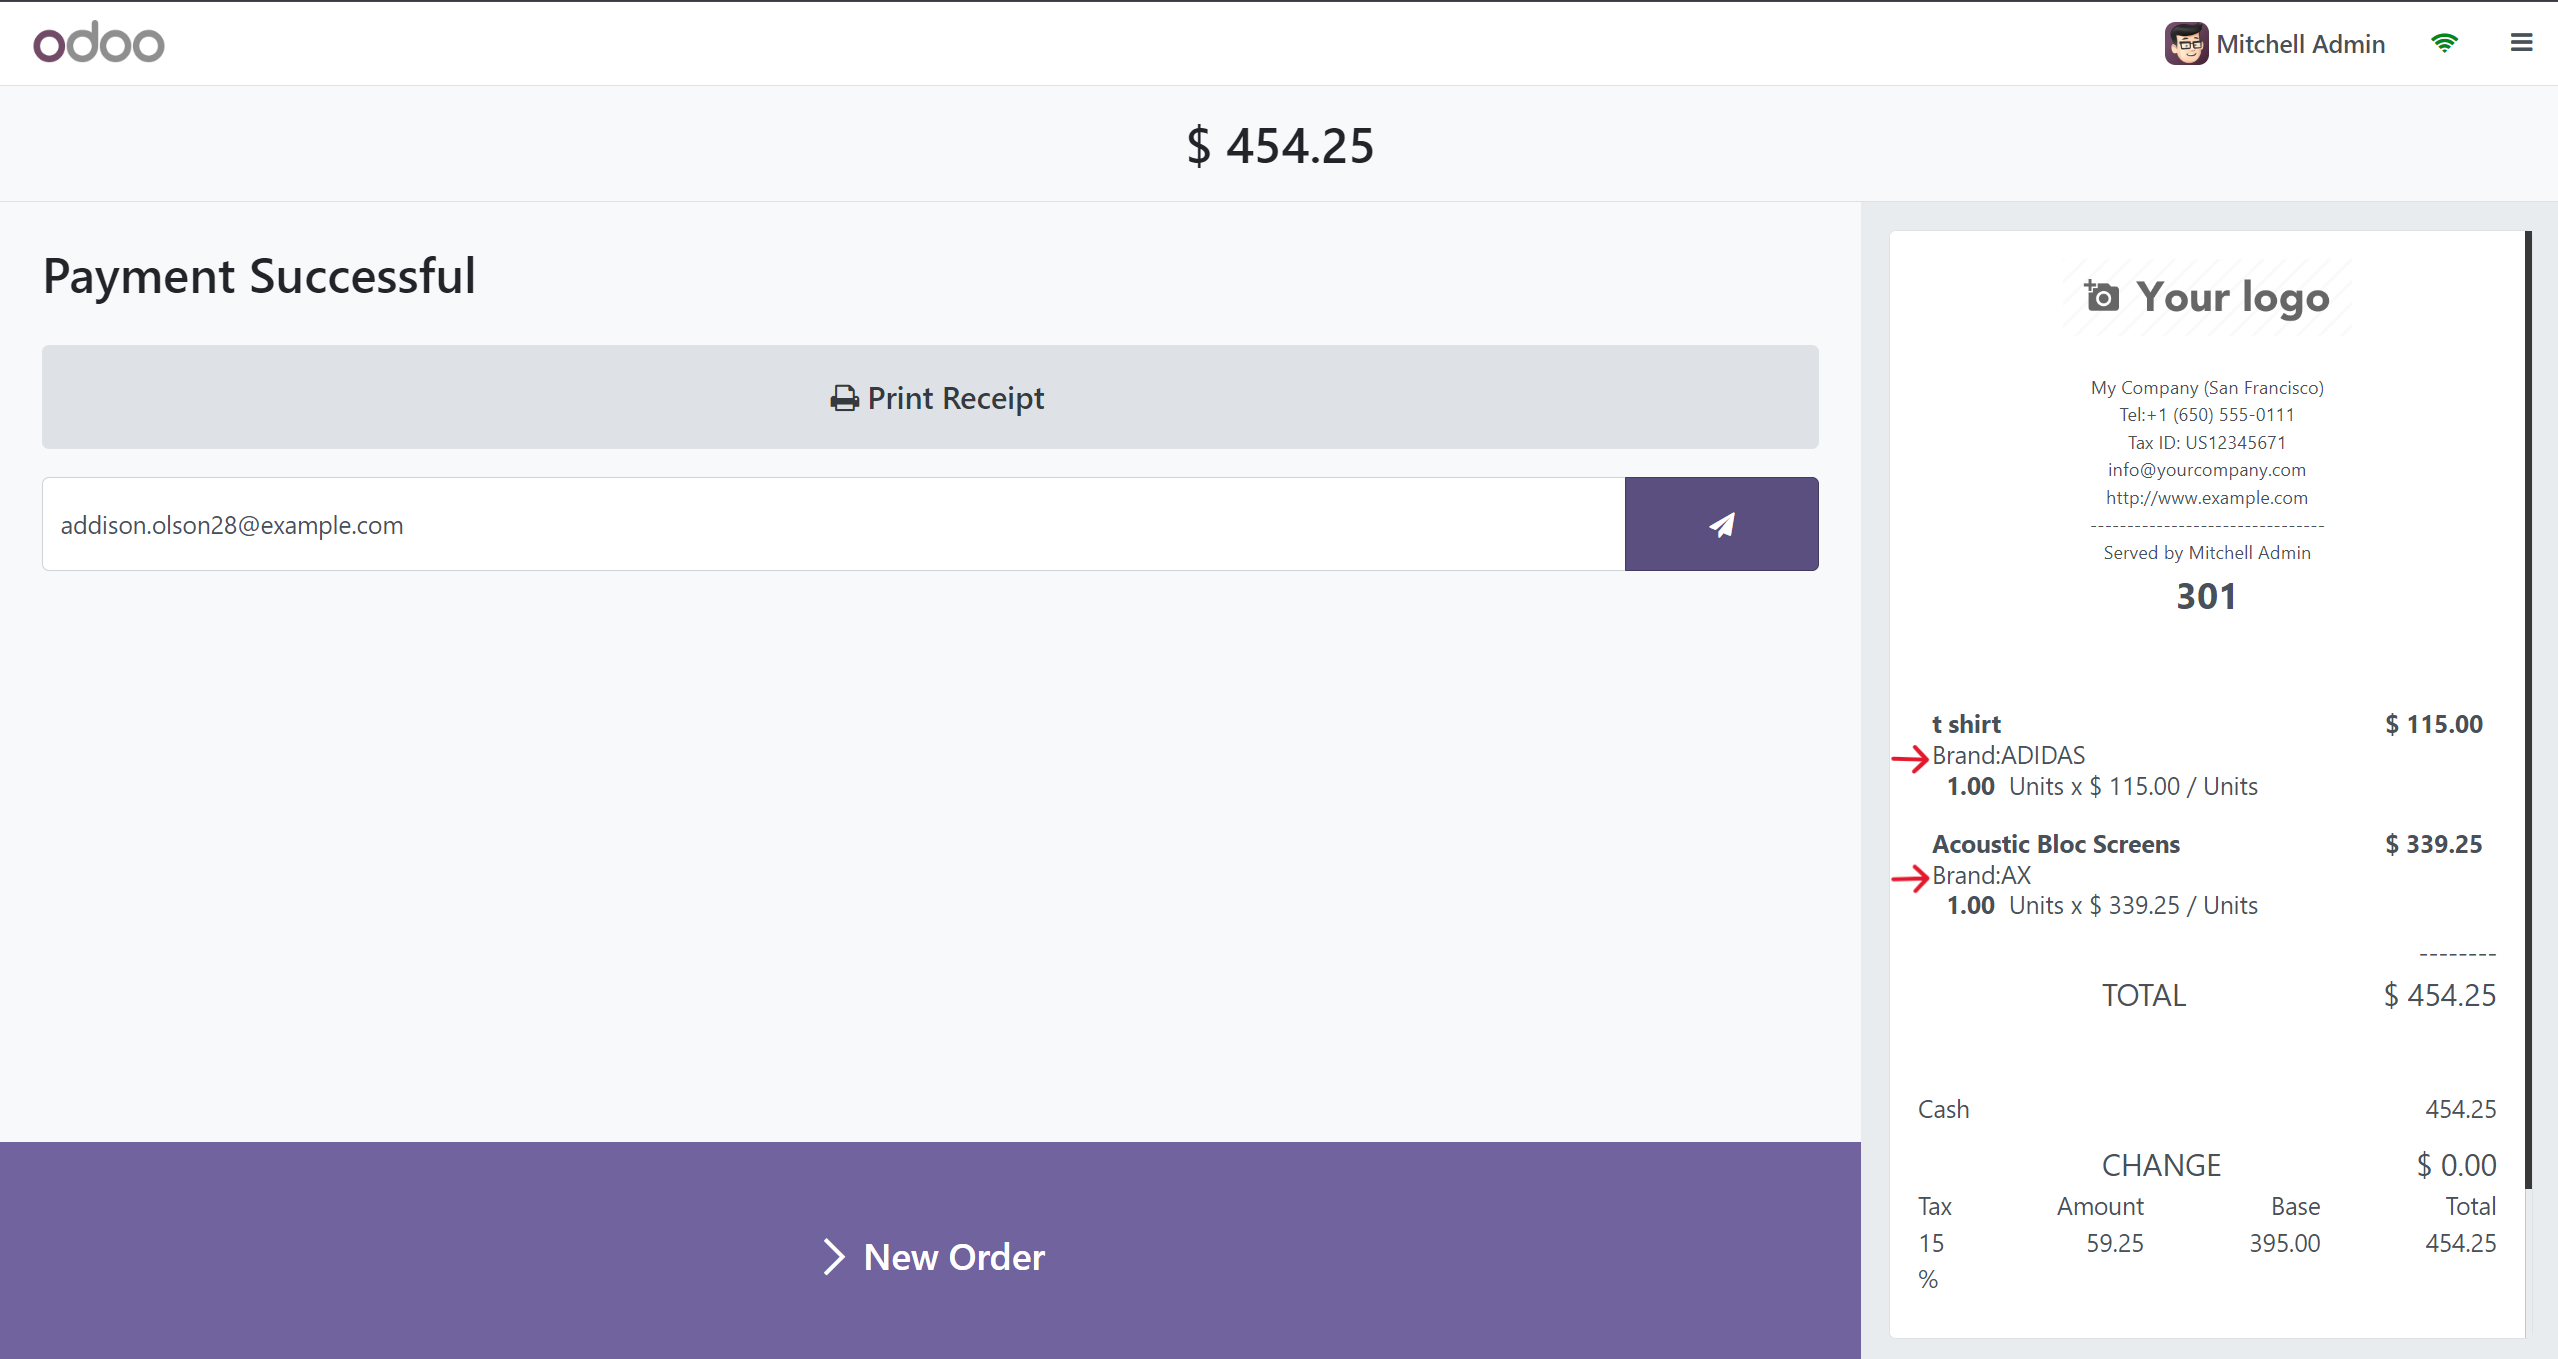 odoo
Mitchell Admin
$ 454.25
Payment Successful
Print Receipt
addison.olson28@example.com
New Order
Your logo
My Company (San Francisco)
Tel:+1 (650) 555-0111
Tax ID: US12345671
info@yourcompany.com
http://www.example.com
--------------------------------
Served by Mitchell Admin
301
t shirt $ 115.00
Brand:ADIDAS
1.00 Units x $ 115.00 / Units
Acoustic Bloc Screens $ 339.25
Brand:AX
1.00 Units x $ 339.25 / Units
--------
TOTAL $ 454.25
Cash 454.25
CHANGE $ 0.00
Tax Amount Base Total
15 59.25 395.00 454.25
%